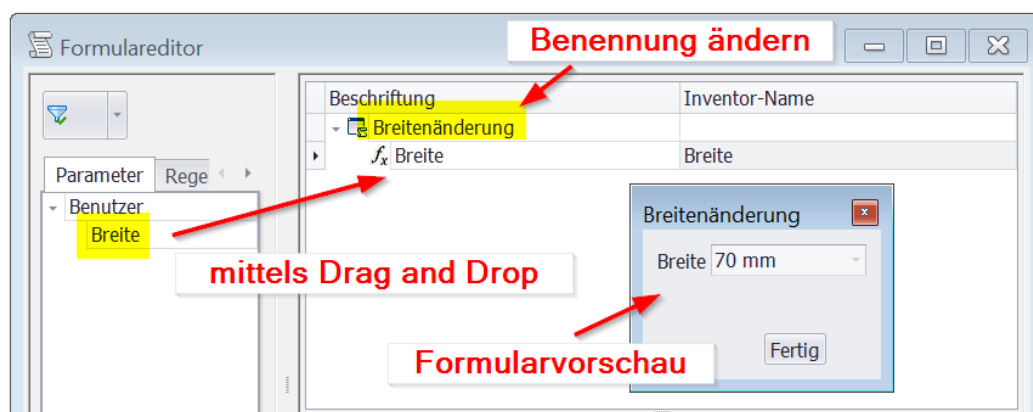 Formulareditor
Benennung ändern
Beschriftung Inventor-Name
Breitenänderung
fx Breite Breite
Parameter Rege
Benutzer
Breite
mittels Drag and Drop
Breitenänderung
Breite 70 mm
Fertig
Formularvorschau